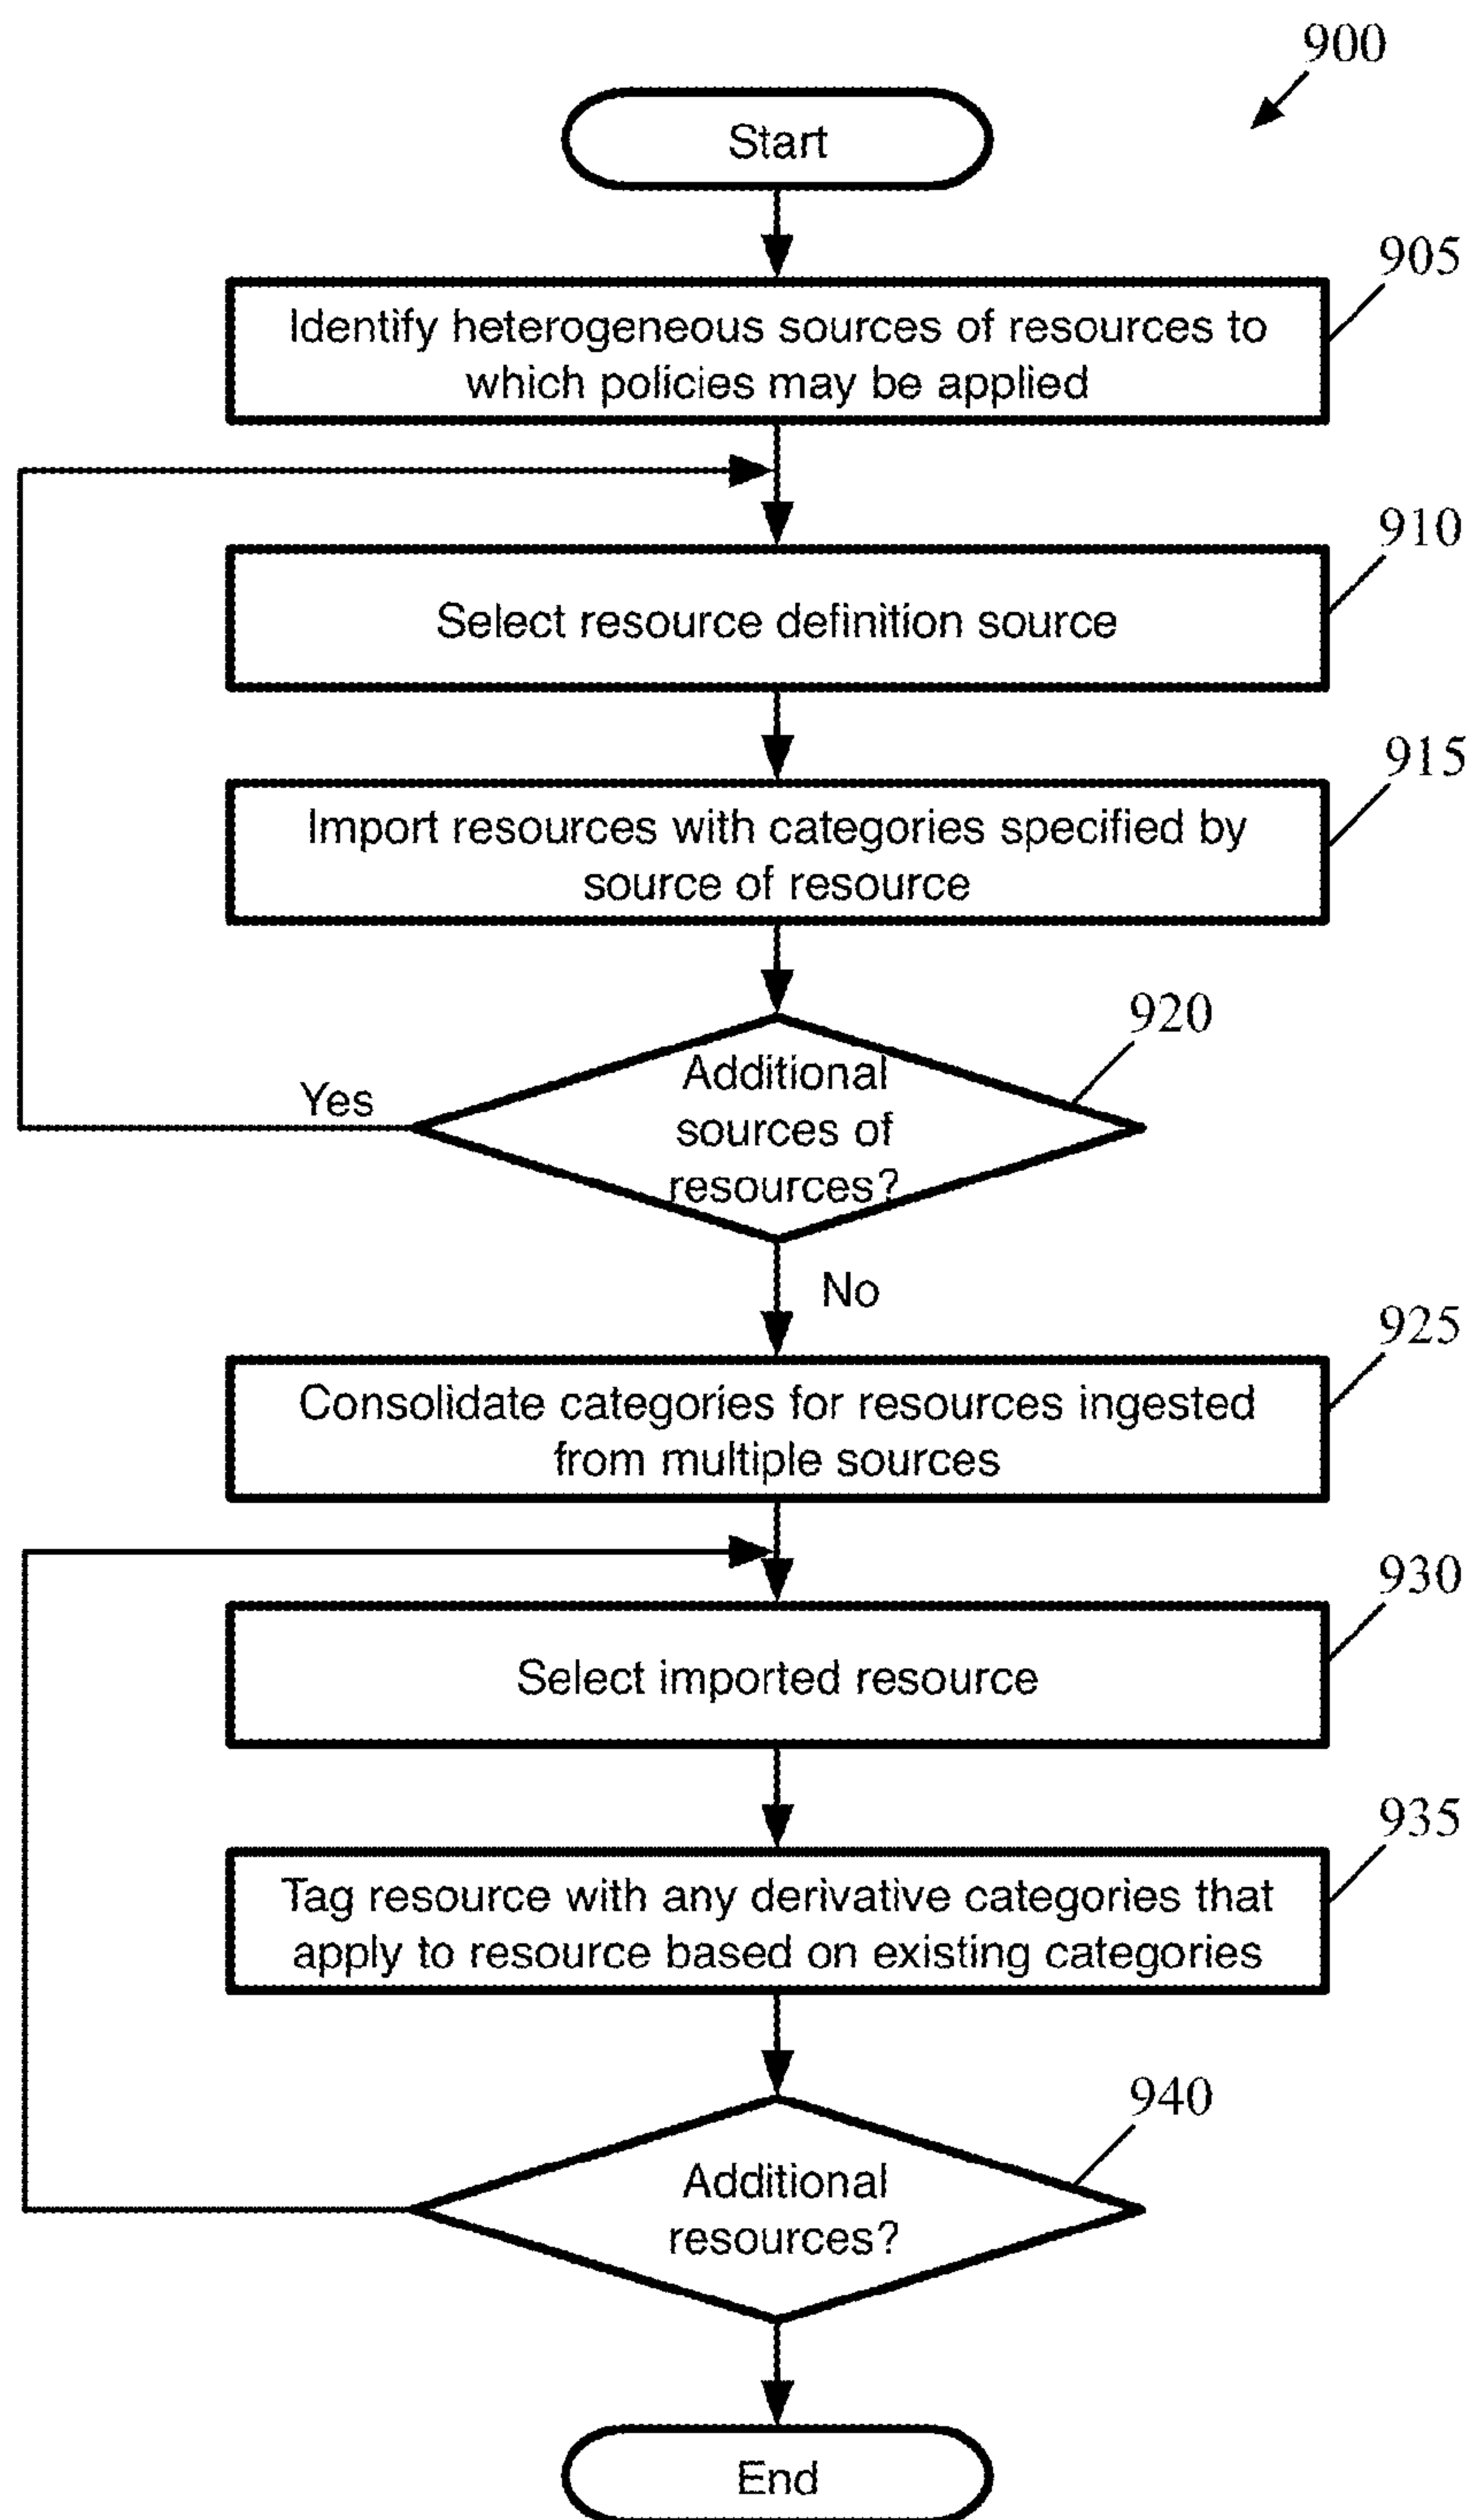 900
Start
905
Identify heterogeneous sources of resources to
which policies may be applied
910
Select resource definition source
915
Import resources with categories specified by
source of resource
920
Additional
sources of
resources?
Yes
No
925
Consolidate categories for resources ingested
from multiple sources
930
Select imported resource
935
Tag resource with any derivative categories that
apply to resource based on existing categories
940
Additional
resources?
End